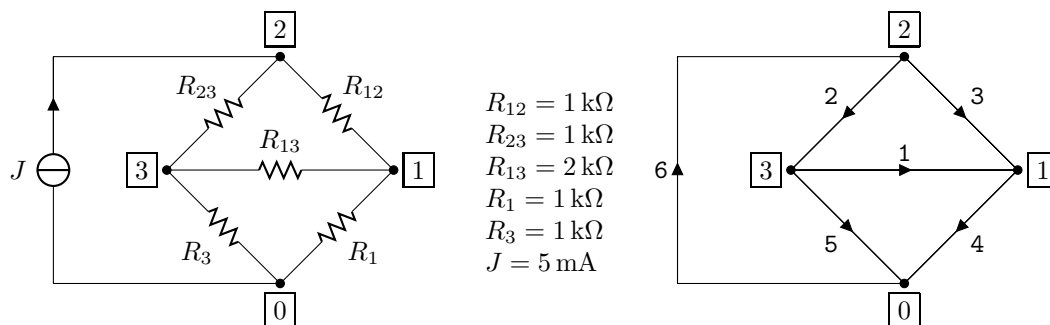 2
R₂₃
R₁₂
R₁₃
J
3
1
R₃
R₁
0
R₁₂ = 1 kΩ
R₂₃ = 1 kΩ
R₁₃ = 2 kΩ
R₁ = 1 kΩ
R₃ = 1 kΩ
J = 5 mA
2
2
3
6
3
1
1
5
4
0